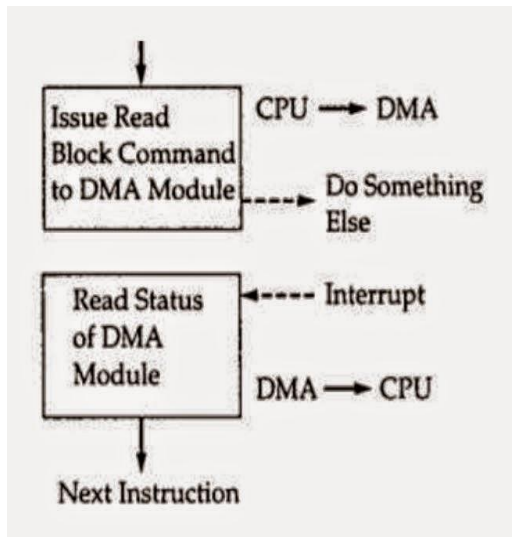 Issue Read
Block Command
to DMA Module
CPU → DMA
Do Something
Else
Read Status
of DMA
Module
Interrupt
DMA → CPU
Next Instruction